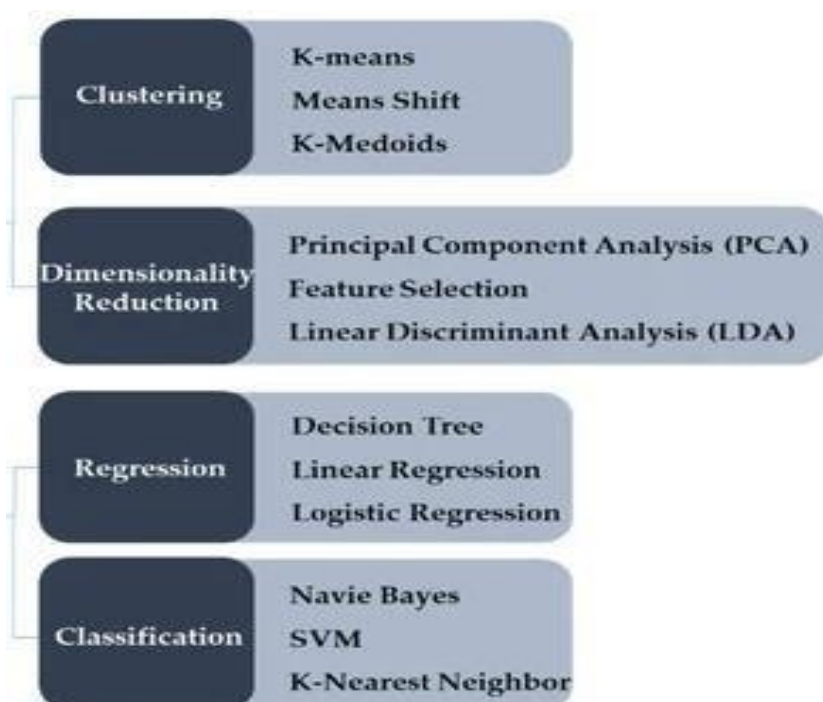 Clustering
K-means
Means Shift
K-Medoids
Dimensionality
Reduction
Principal Component Analysis (PCA)
Feature Selection
Linear Discriminant Analysis (LDA)
Regression
Decision Tree
Linear Regression
Logistic Regression
Classification
Navie Bayes
SVM
K-Nearest Neighbor